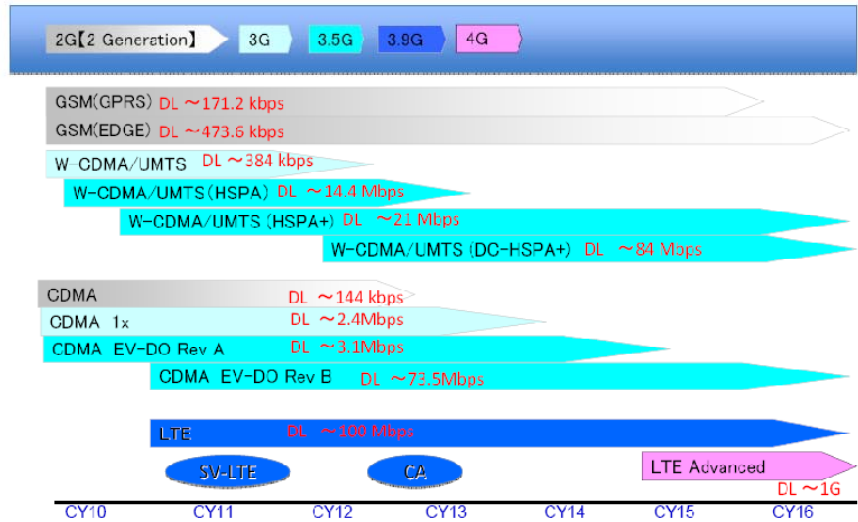 2G【2 Generation】 3G 3.5G 3.9G 4G
GSM(GPRS) DL ～171.2 kbps
GSM(EDGE) DL ～473.6 kbps
W-CDMA/UMTS DL ～384 kbps
W-CDMA/UMTS(HSPA) DL ～14.4 Mbps
W-CDMA/UMTS (HSPA+) DL ～21 Mbps
W-CDMA/UMTS (DC-HSPA+) DL ～84 Mbps
CDMA DL ～144 kbps
CDMA 1x DL ～2.4Mbps
CDMA EV-DO Rev A DL ～3.1Mbps
CDMA EV-DO Rev B DL ～73.5Mbps
LTE DL ～100 Mbps
SV-LTE CA LTE Advanced
DL ～1G
CY10 CY11 CY12 CY13 CY14 CY15 CY16